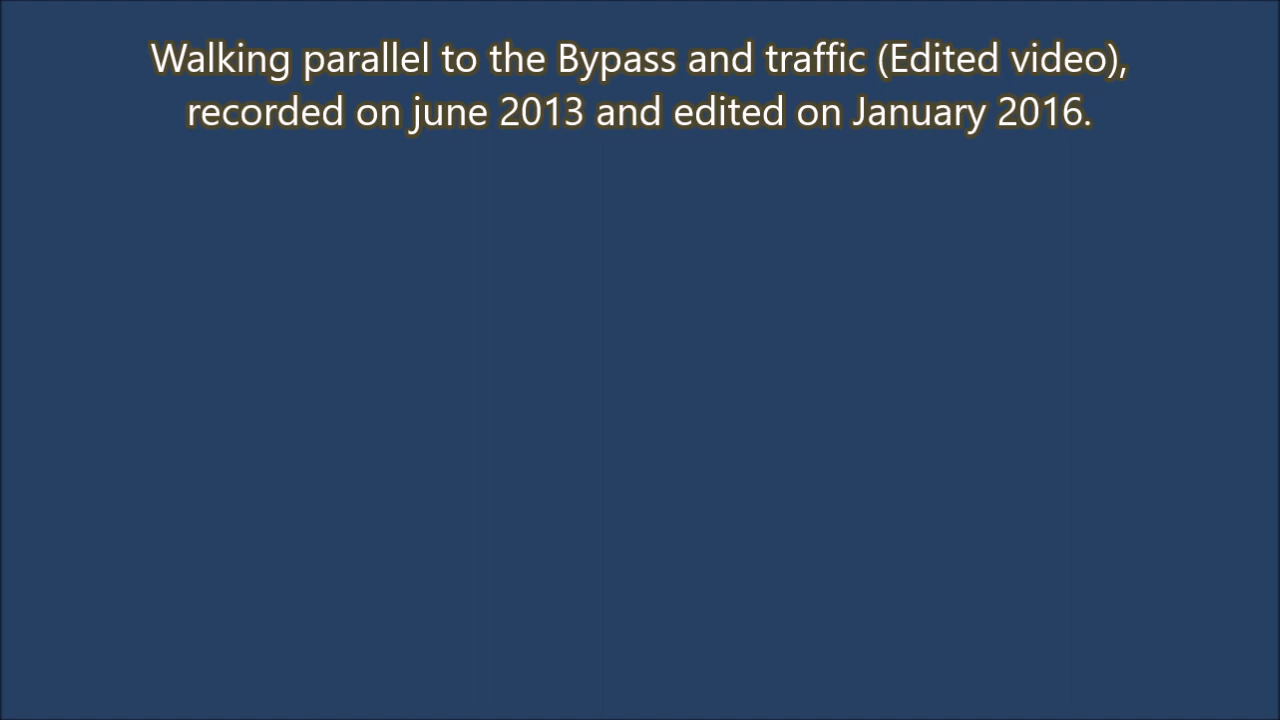 Walking parallel to the Bypass and traffic (Edited video),
recorded on june 2013 and edited on January 2016.